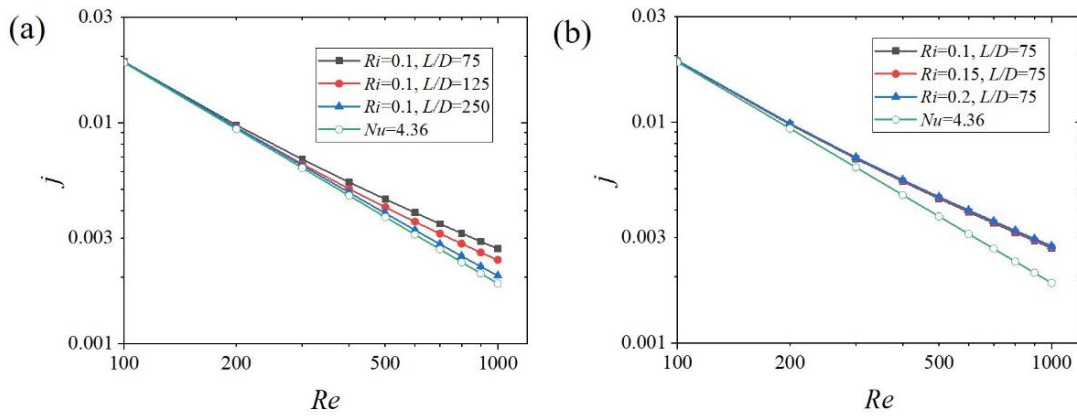 (a)
0.03
0.01
0.003
0.001
j
Ri=0.1, L/D=75
Ri=0.1, L/D=125
Ri=0.1, L/D=250
Nu=4.36
100
200
500
1000
Re
(b)
0.03
0.01
0.003
0.001
j
Ri=0.1, L/D=75
Ri=0.15, L/D=75
Ri=0.2, L/D=75
Nu=4.36
100
200
500
1000
Re